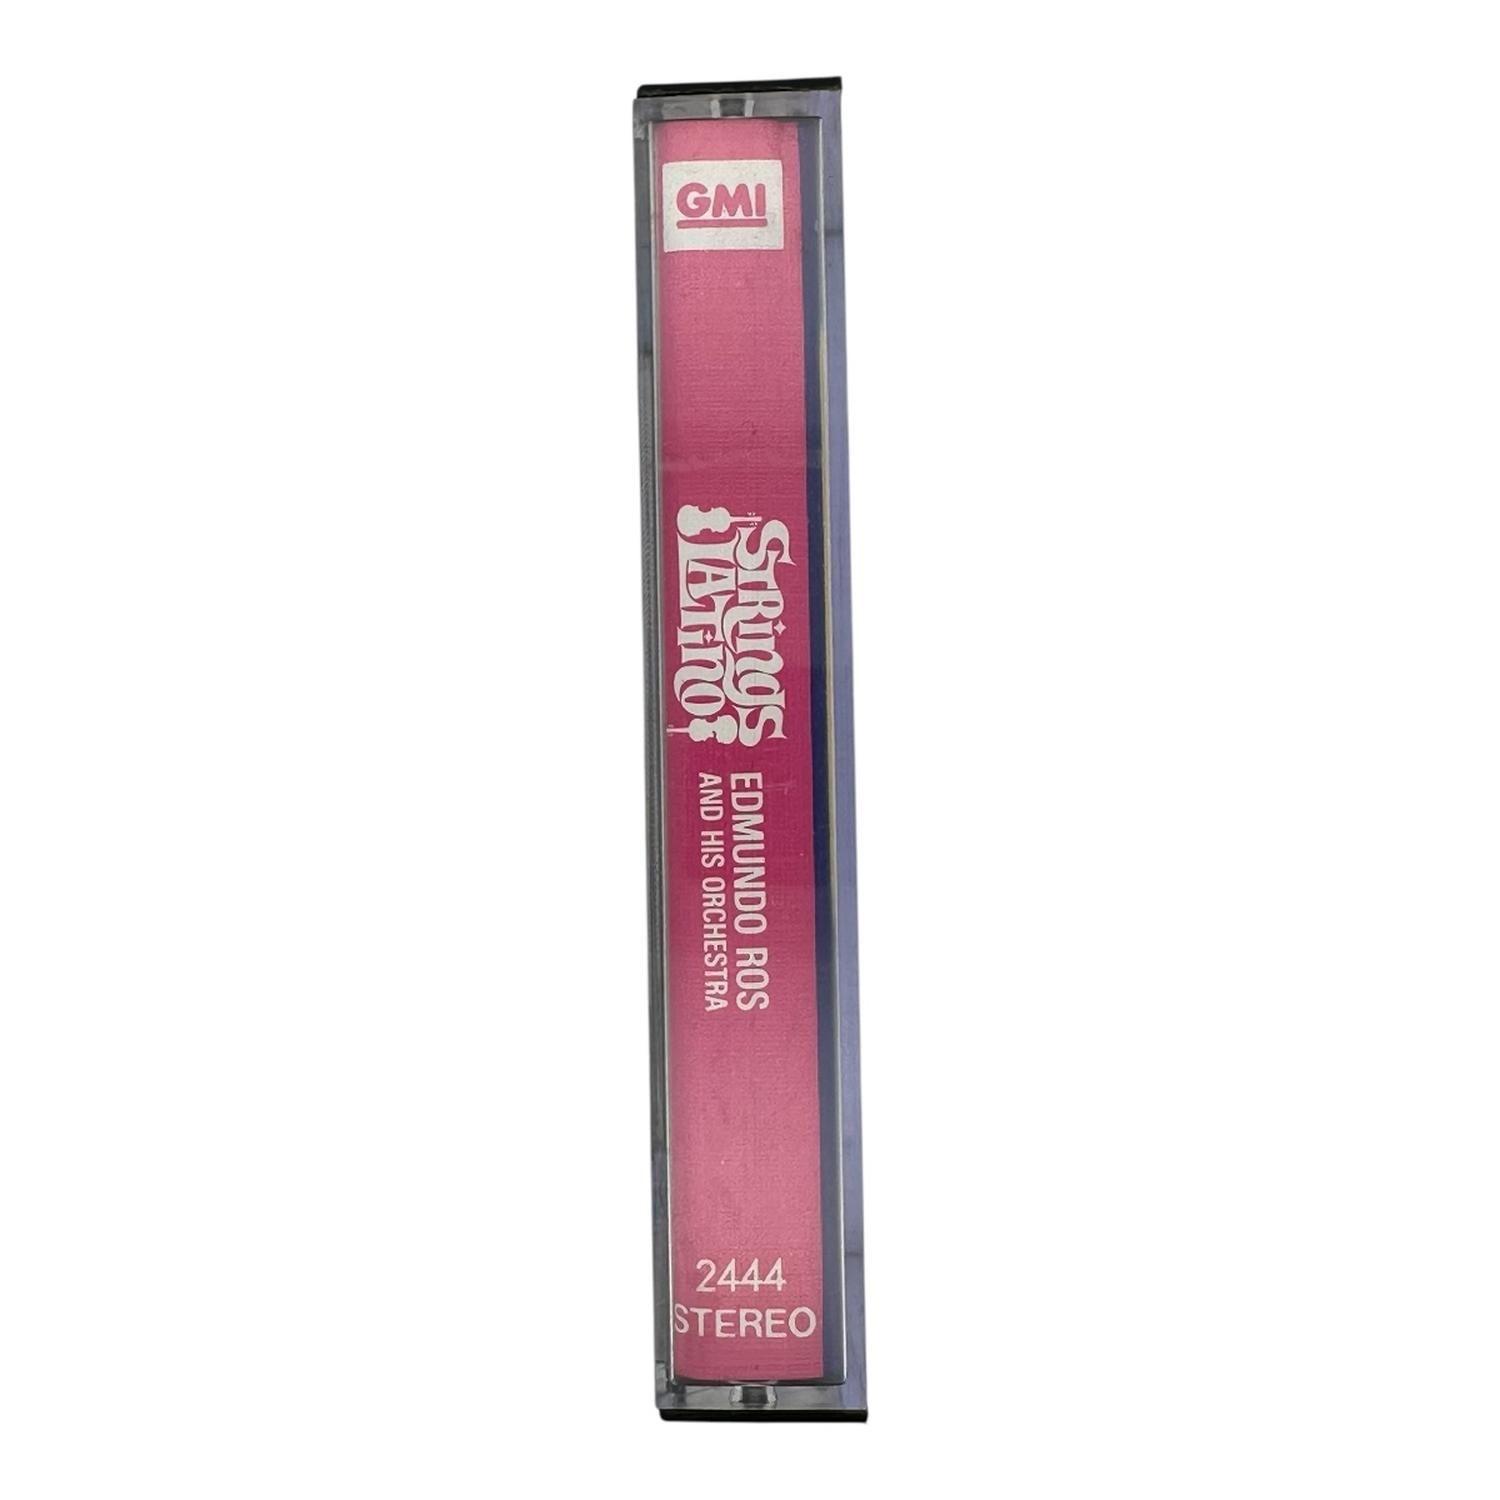 GMI
Strings
Latino
EDMUNDO ROS
AND HIS ORCHESTRA
2444
STEREO